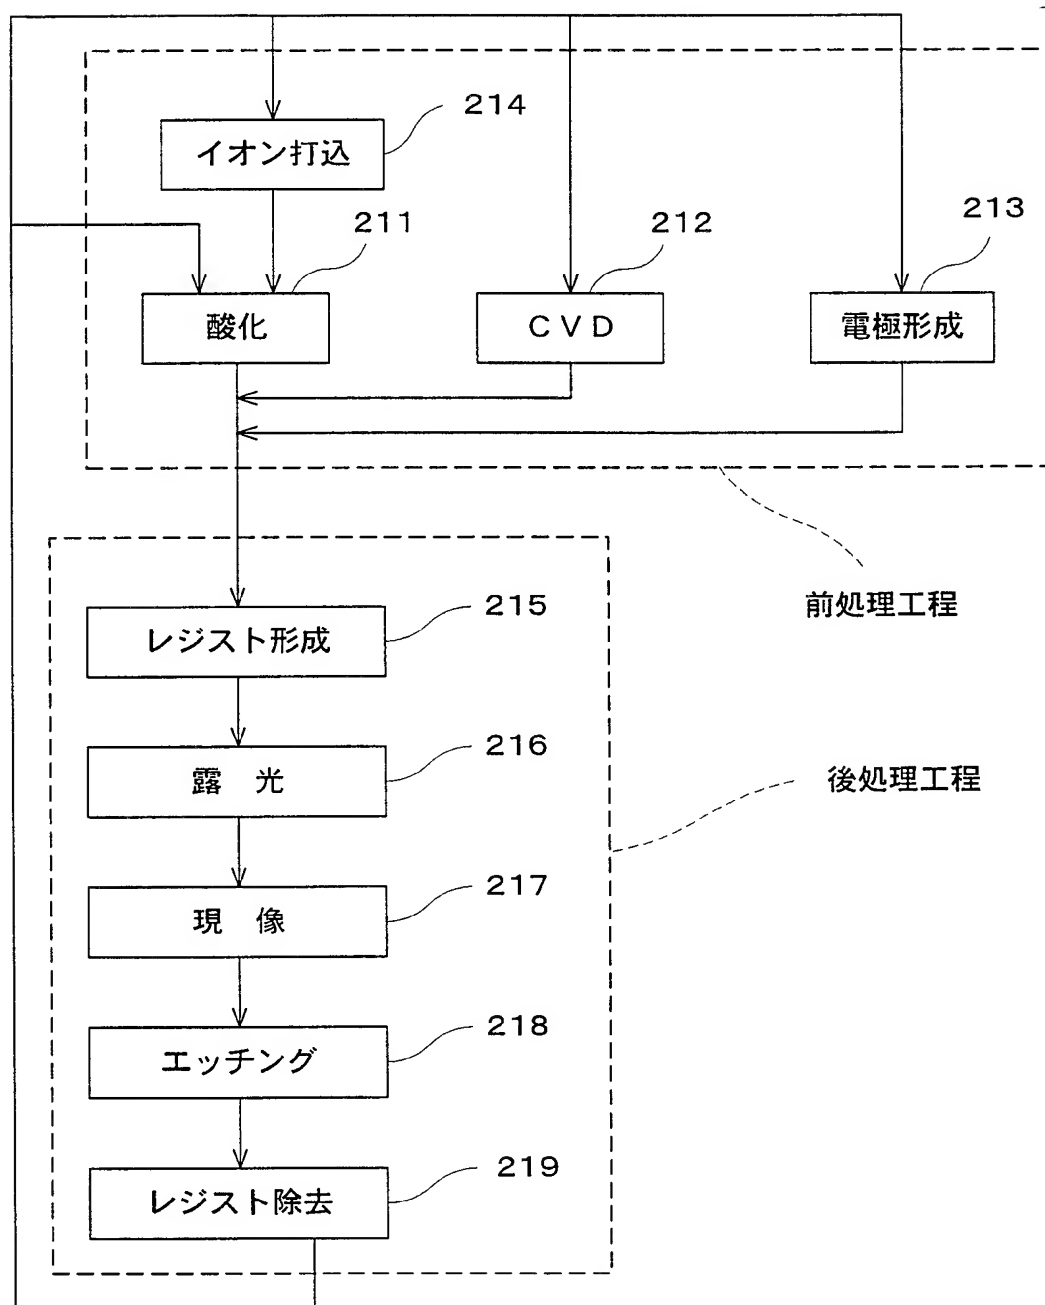 214
イオン打込
211
212
213
酸化
CVD
電極形成
前処理工程
215
レジスト形成
216
露 光
後処理工程
217
現 像
218
エッチング
219
レジスト除去